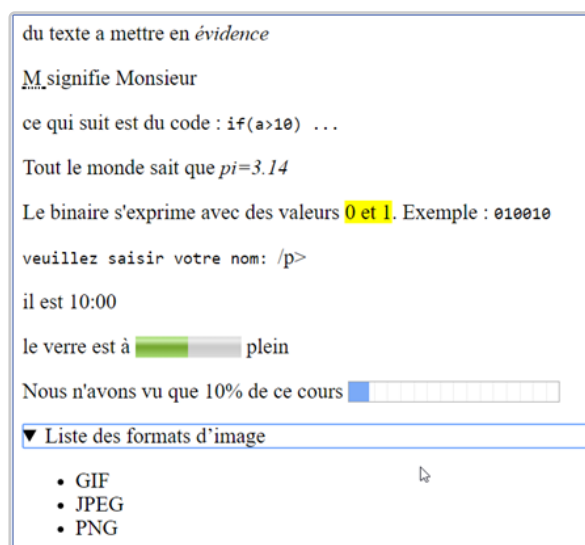 du texte a mettre en évidence
M signifie Monsieur
ce qui suit est du code : if(a>10) ...
Tout le monde sait que pi=3.14
Le binaire s'exprime avec des valeurs 0 et 1. Exemple : 010010
veuillez saisir votre nom: /p>
il est 10:00
le verre est à plein
Nous n'avons vu que 10% de ce cours
▼ Liste des formats d’image
• GIF
• JPEG
• PNG